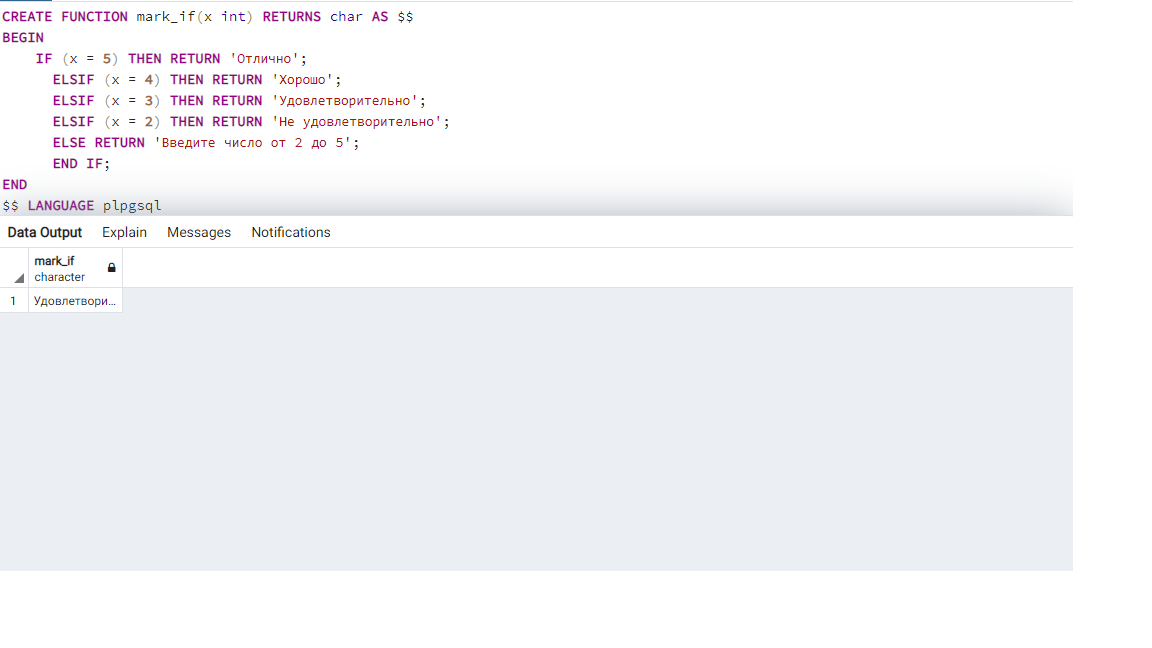 CREATE FUNCTION mark_if(x int) RETURNS char AS $$
BEGIN
IF (x = 5) THEN RETURN 'Отлично';
ELSIF (x = 4) THEN RETURN 'Хорошо';
ELSIF (x = 3) THEN RETURN 'Удовлетворительно';
ELSIF (x = 2) THEN RETURN 'Не удовлетворительно';
ELSE RETURN 'Введите число от 2 до 5';
END IF;
END
$$ LANGUAGE plpgsql
Data Output Explain Messages Notifications
mark_if
character
1 Удовлетвори...